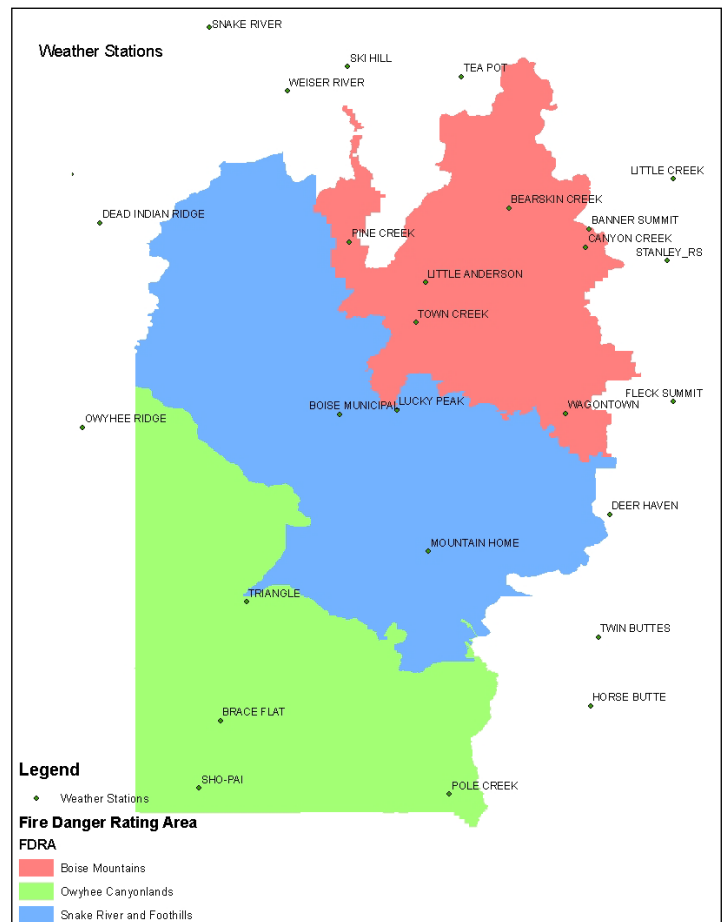 SNAKE RIVER
Weather Stations
SKI HILL
TEA POT
WEISER RIVER
LITTLE CREEK
BEARSKIN CREEK
DEAD INDIAN RIDGE
BANNER SUMMIT
PINE CREEK
CANYON CREEK
STANLEY_RS
LITTLE ANDERSON
TOWN CREEK
FLECK SUMMIT
OWYHEE RIDGE
BOISE MUNICIPAL
LUCKY PEAK
WAGONTOWN
DEER HAVEN
MOUNTAIN HOME
TRIANGLE
TWIN BUTTES
HORSE BUTTE
BRACE FLAT
Legend
SHO-PAI
POLE CREEK
Weather Stations
Fire Danger Rating Area
FDRA
Boise Mountains
Owyhee Canyonlands
Snake River and Foothills